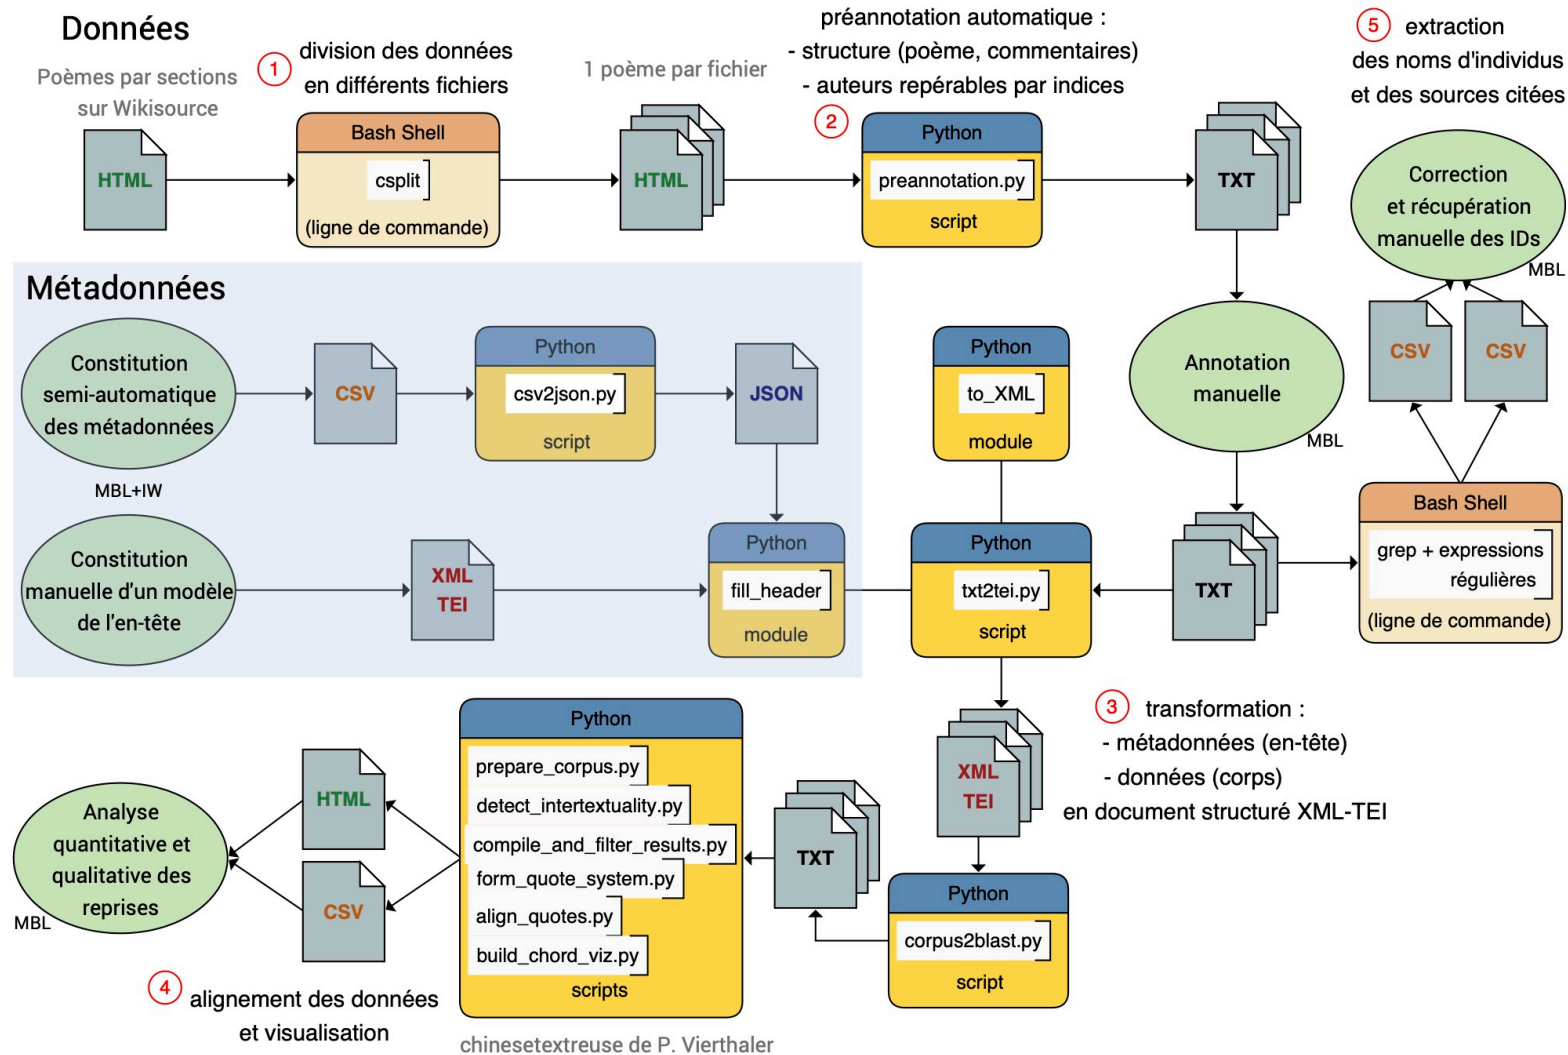 Données
Poèmes par sections
sur Wikisource
HTML
1
division des données
en différents fichiers
Bash Shell
csplit
(ligne de commande)
1 poème par fichier
HTML
préannotation automatique :
- structure (poème, commentaires)
- auteurs repérables par indices
2
Python
preannotation.py
script
TXT
5
extraction
des noms d'individus
et des sources citées
Correction
et récupération
manuelle des IDs
MBL
CSV
CSV
Métadonnées
Constitution
semi-automatique
des métadonnées
MBL+IW
CSV
Python
csv2json.py
script
JSON
Python
to_XML
module
Annotation
manuelle
MBL
Constitution
manuelle d'un modèle
de l'en-tête
XML
TEI
Python
fill_header
module
Python
txt2tei.py
script
TXT
Bash Shell
grep + expressions
régulières
(ligne de commande)
3
transformation :
- métadonnées (en-tête)
- données (corps)
en document structuré XML-TEI
XML
TEI
Python
corpus2blast.py
script
TXT
Python
prepare_corpus.py
detect_intertextuality.py
compile_and_filter_results.py
form_quote_system.py
align_quotes.py
build_chord_viz.py
scripts
chinesetextreuse de P. Vierthaler
HTML
CSV
Analyse
quantitative et
qualitative des
reprises
MBL
4
alignement des données
et visualisation